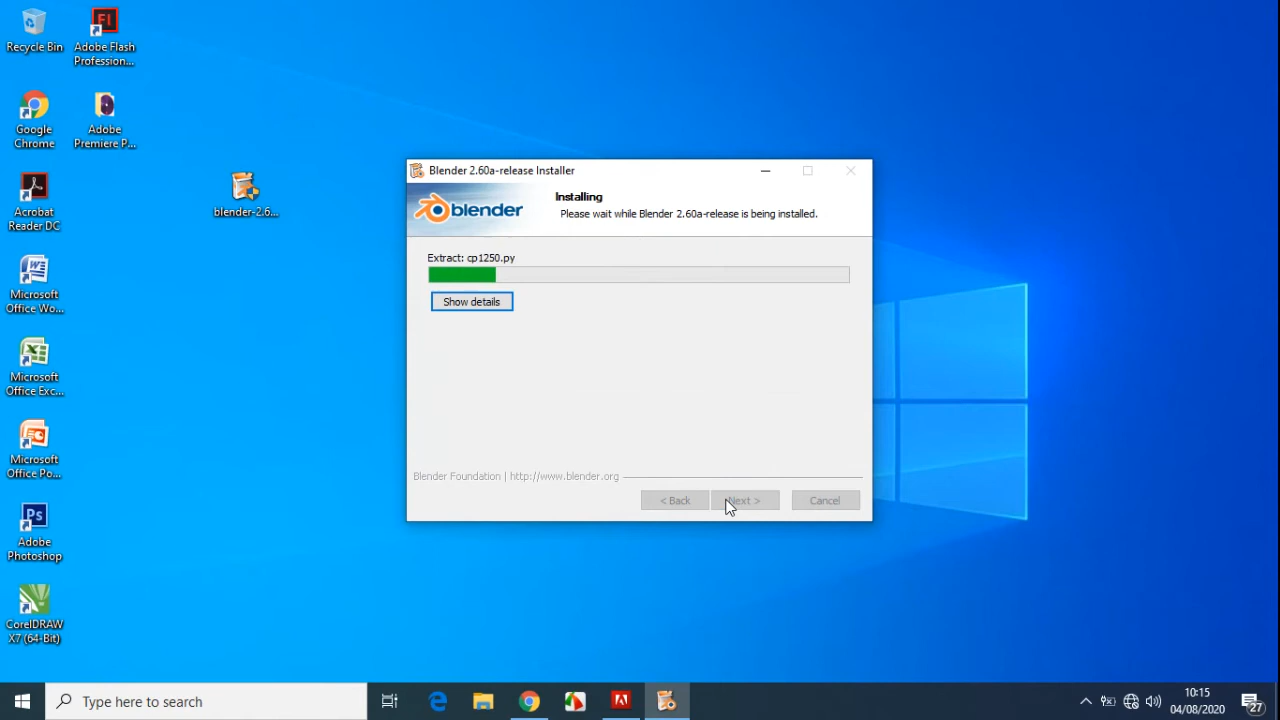 Recycle Bin
Adobe Flash
Profession...
Google
Chrome
Adobe
Premiere P...
Acrobat
Reader DC
blender-2.6...
Microsoft
Office Wo...
Microsoft
Office Exc...
Microsoft
Office Po...
Adobe
Photoshop
CorelDRAW
X7 (64-Bit)
Blender 2.60a-release Installer
blender
Installing
Please wait while Blender 2.60a-release is being installed.
Extract: cp1250.py
Show details
Blender Foundation | http://www.blender.org
< Back
Next >
Cancel
Type here to search
10:15
04/08/2020
27